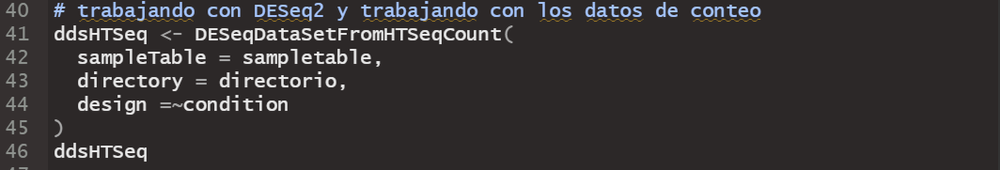 40 # trabajando con DESeq2 y trabajando con los datos de conteo
41 ddsHTSeq <- DESeqDataSetFromHTSeqCount(
42   sampleTable = sampletable,
43   directory = directorio,
44   design =~condition
45 )
46 ddsHTSeq